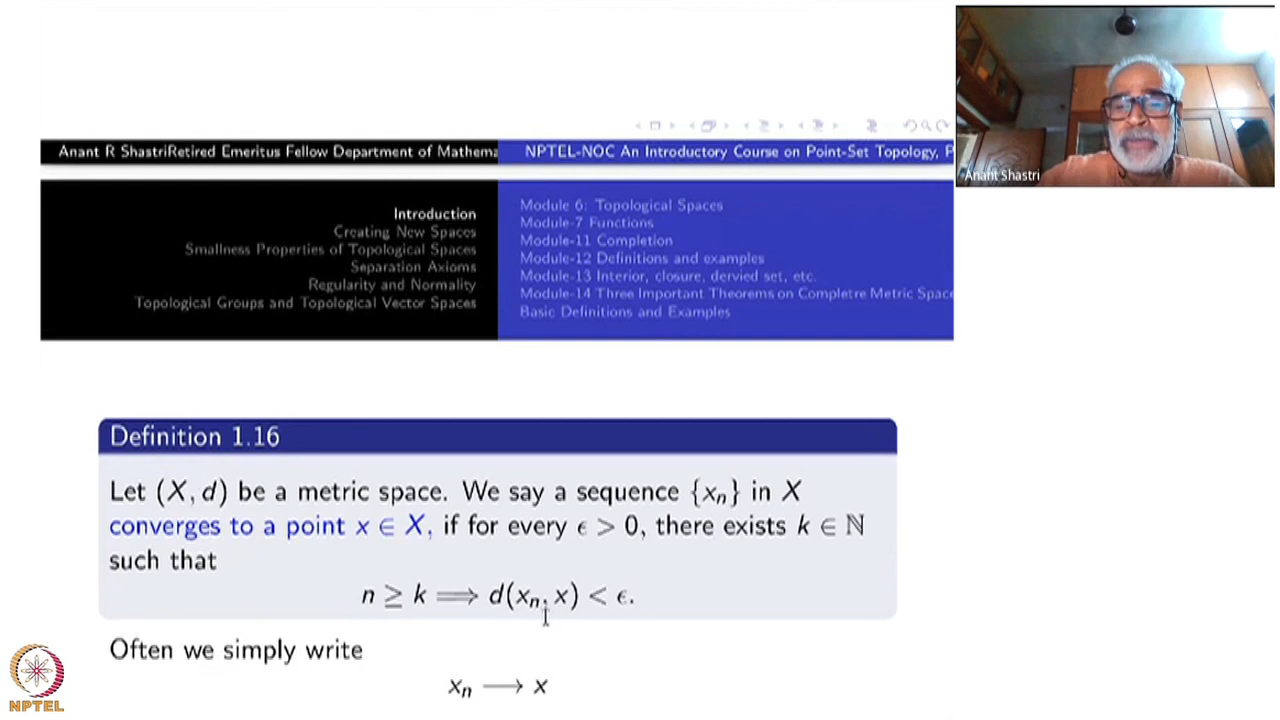 Anant Shastri
Anant R ShastriRetired Emeritus Fellow Department of Mathema
NPTEL-NOC An Introductory Course on Point-Set Topology, P
Introduction
Creating New Spaces
Smallness Properties of Topological Spaces
Separation Axioms
Regularity and Normality
Topological Groups and Topological Vector Spaces
Module 6: Topological Spaces
Module-7 Functions
Module-11 Completion
Module-12 Definitions and examples
Module-13 Interior, closure, dervied set, etc.
Module-14 Three Important Theorems on Completre Metric Space
Basic Definitions and Examples
Definition 1.16
Let (X, d) be a metric space. We say a sequence {xₙ} in X
converges to a point x ∈ X, if for every ϵ > 0, there exists k ∈ ℕ
such that
n ≥ k ⟹ d(xₙ, x) < ϵ.
Often we simply write
xₙ ⟶ x
NPTEL